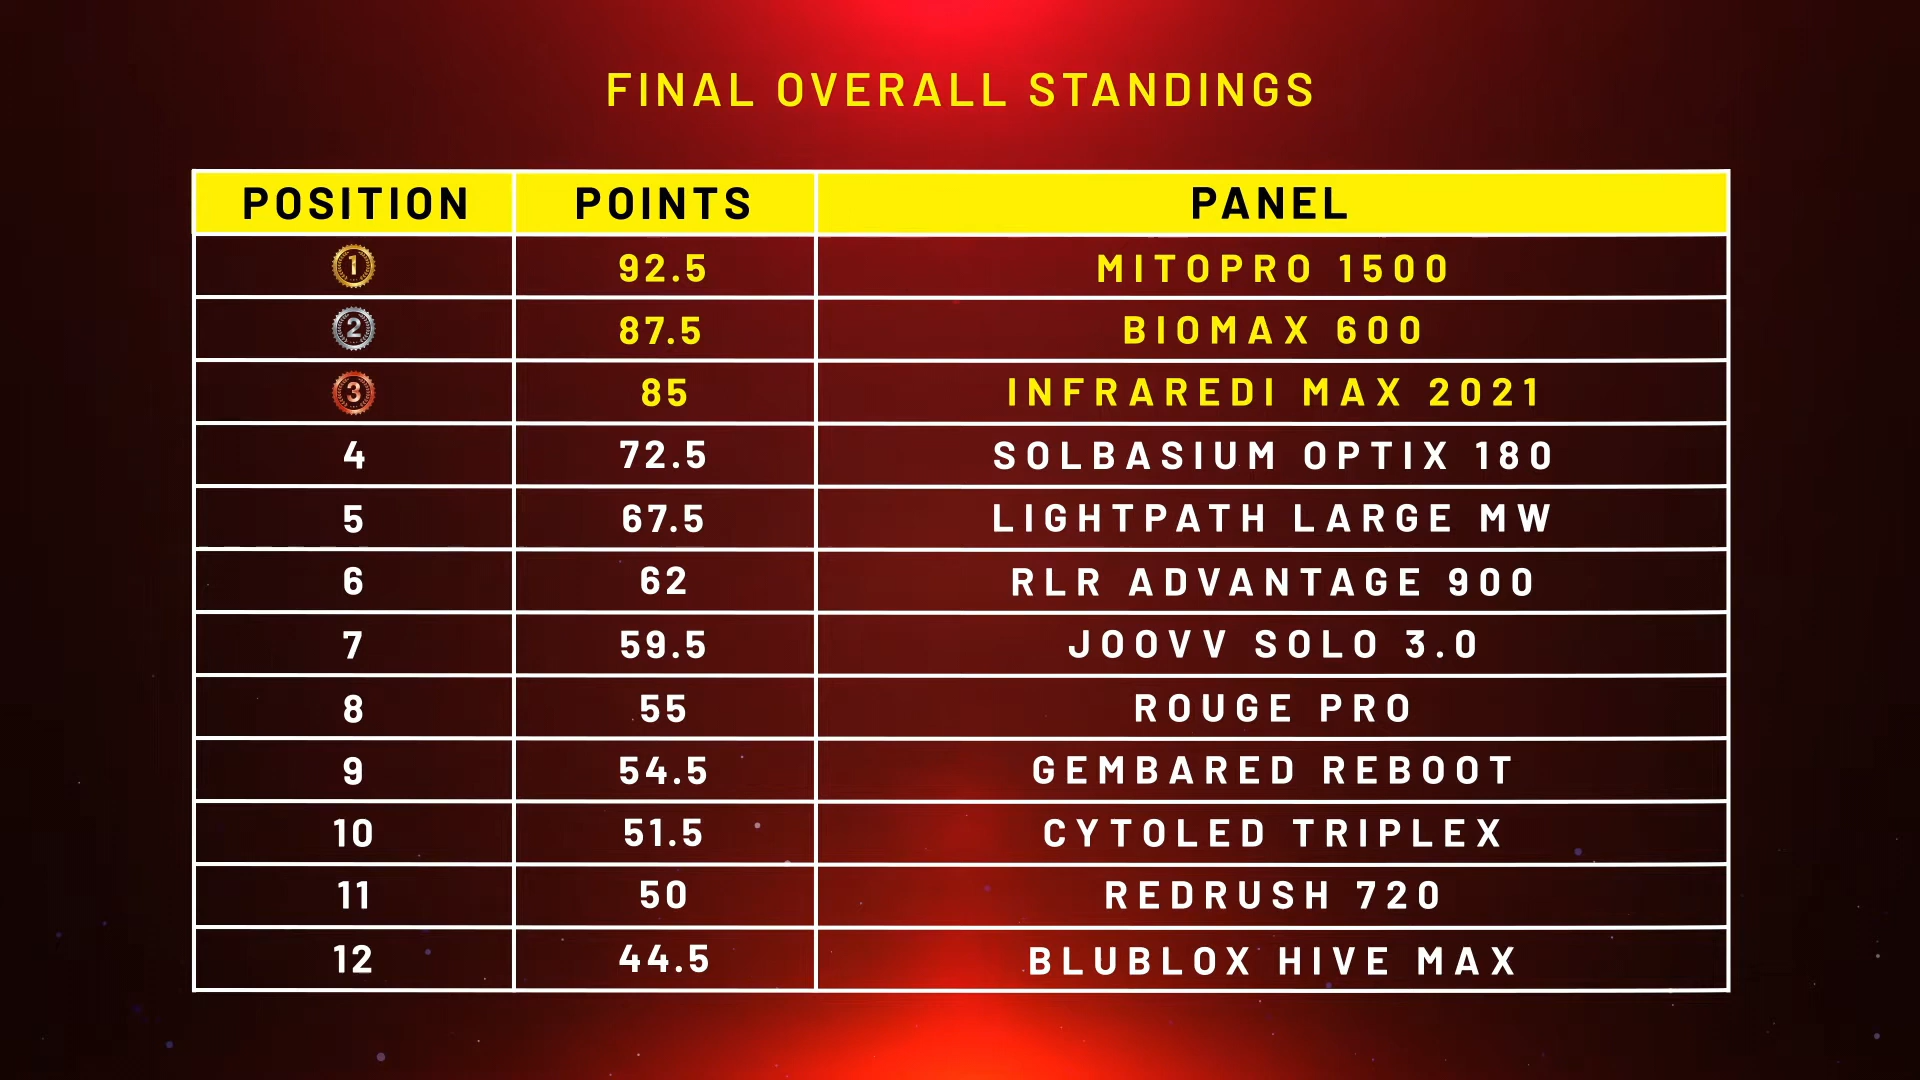 FINAL OVERALL STANDINGS
POSITION POINTS PANEL
1 92.5 MITOPRO 1500
2 87.5 BIOMAX 600
3 85 INFRAREDI MAX 2021
4 72.5 SOLBASIUM OPTIX 180
5 67.5 LIGHTPATH LARGE MW
6 62 RLR ADVANTAGE 900
7 59.5 JOOVV SOLO 3.0
8 55 ROUGE PRO
9 54.5 GEMBARED REBOOT
10 51.5 CYTOLED TRIPLEX
11 50 REDRUSH 720
12 44.5 BLUBLOX HIVE MAX